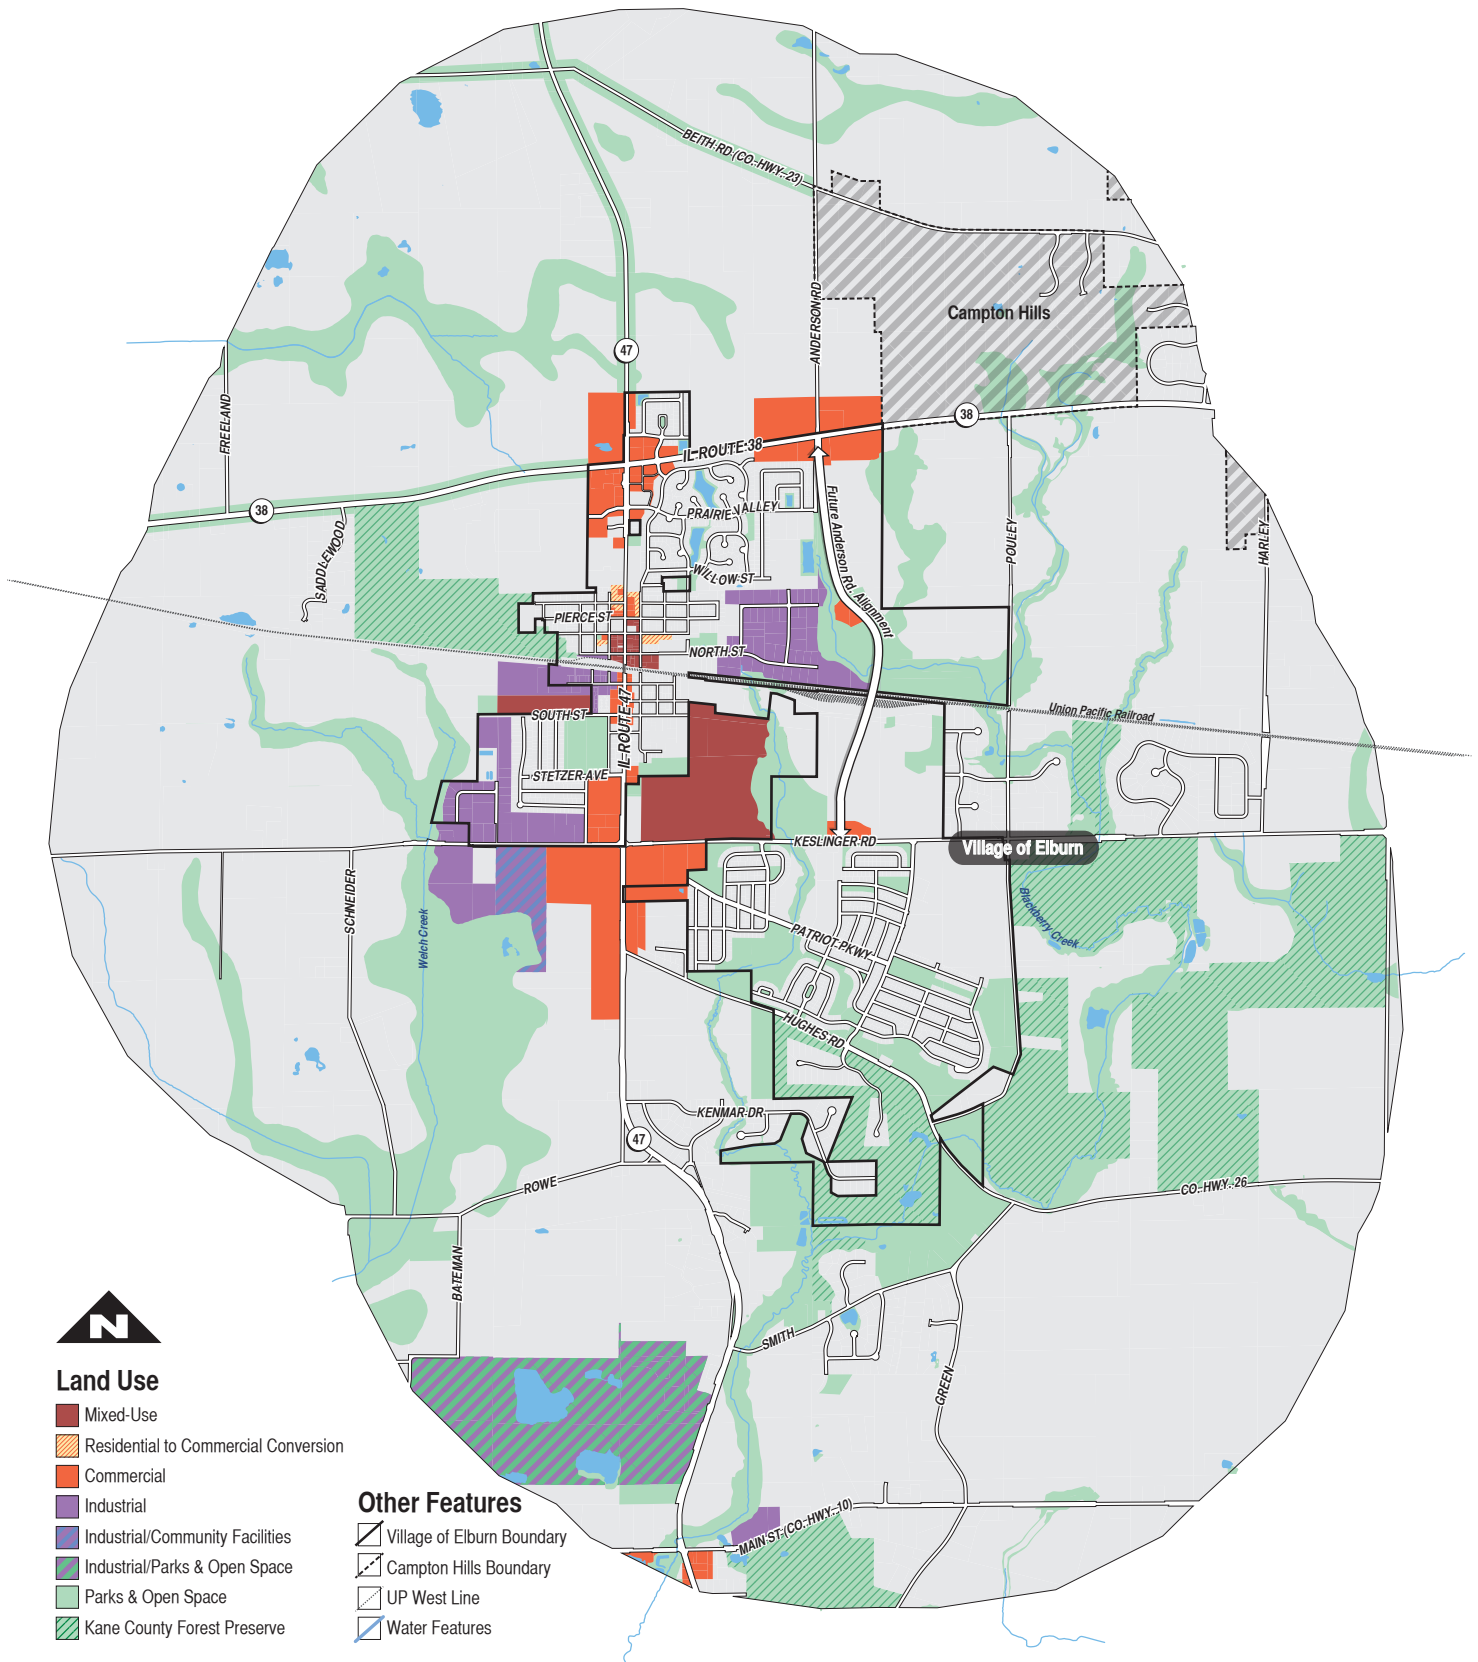 BEITH RD (CO. HWY. 23)
ANDERSON RD
Campton Hills
47
FREELAND
38
IL ROUTE 38
38
PRAIRIE VALLEY
Future Anderson Rd. Alignment
POULEY
HARLEY
SADDLEWOOD
WILLOW ST
PIERCE ST
NORTH ST
IL ROUTE 47
SOUTH ST
Union Pacific Railroad
STETZER AVE
KESLINGER RD
Village of Elburn
SCHNEIDER
Welch Creek
Blackberry Creek
PATRIOT PKWY
HUGHES RD
KENMAR DR
47
ROWE
CO. HWY. 26
BATEMAN
SMITH
GREEN
MAIN ST (CO. HWY. 10)
N
Land Use
Mixed-Use
Residential to Commercial Conversion
Commercial
Industrial
Industrial/Community Facilities
Industrial/Parks & Open Space
Parks & Open Space
Kane County Forest Preserve
Other Features
Village of Elburn Boundary
Campton Hills Boundary
UP West Line
Water Features